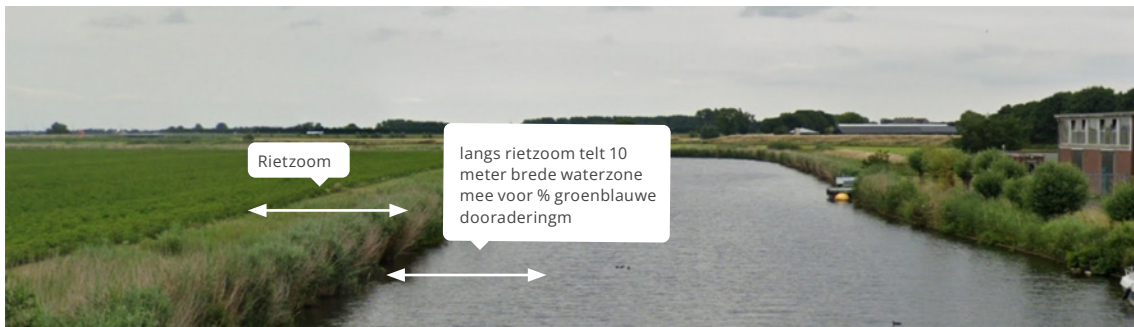 Rietzoom
langs rietzoom telt 10
meter brede waterzone
mee voor % groenblauwe
dooraderingm